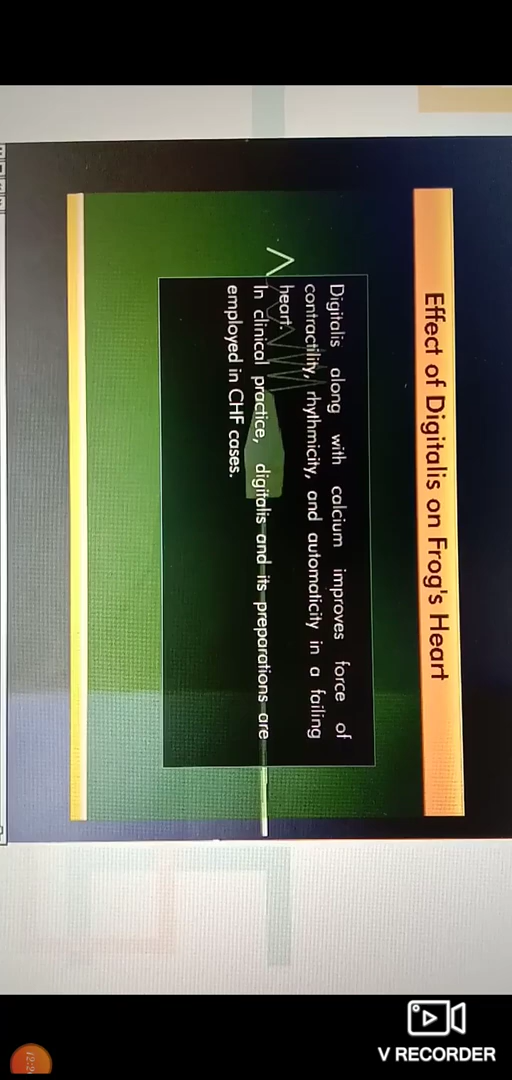 Effect of Digitalis on Frog's Heart
Digitalis along with calcium improves force of
contractility, rhythmicity, and automaticity in a failing
heart.
In clinical practice, digitalis and its preparations are
employed in CHF cases.
V RECORDER